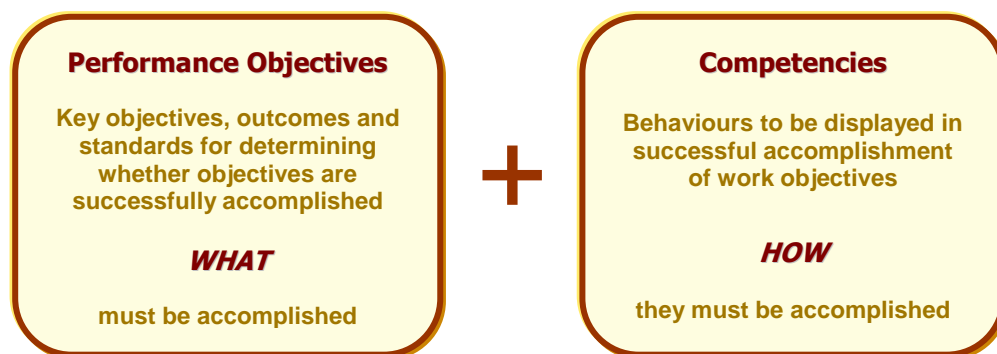 Performance Objectives
Key objectives, outcomes and
standards for determining
whether objectives are
successfully accomplished
WHAT
must be accomplished
+
Competencies
Behaviours to be displayed in
successful accomplishment
of work objectives
HOW
they must be accomplished